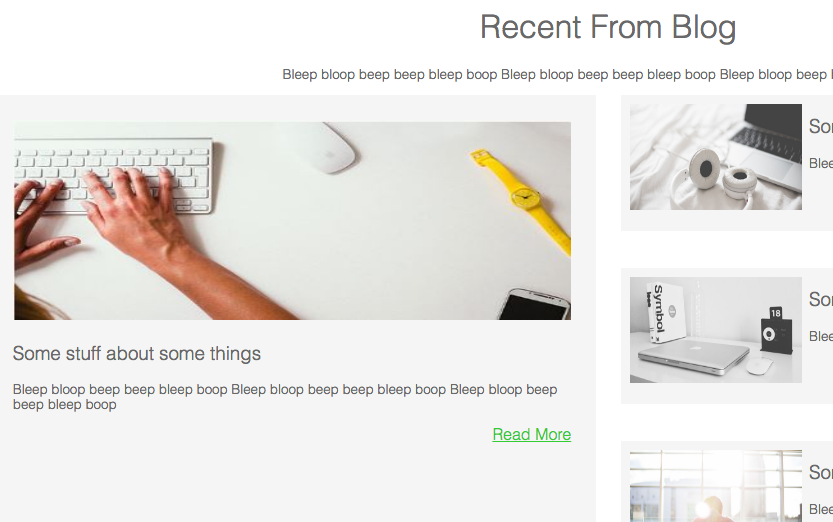 Recent From Blog
Bleep bloop beep beep bleep boop Bleep bloop beep beep bleep boop Bleep bloop beep
Some stuff about some things
Bleep bloop beep beep bleep boop Bleep bloop beep beep bleep boop Bleep bloop beep
beep bleep boop
Read More
So
Blee
Symbol
18
So
Blee
So
Blee